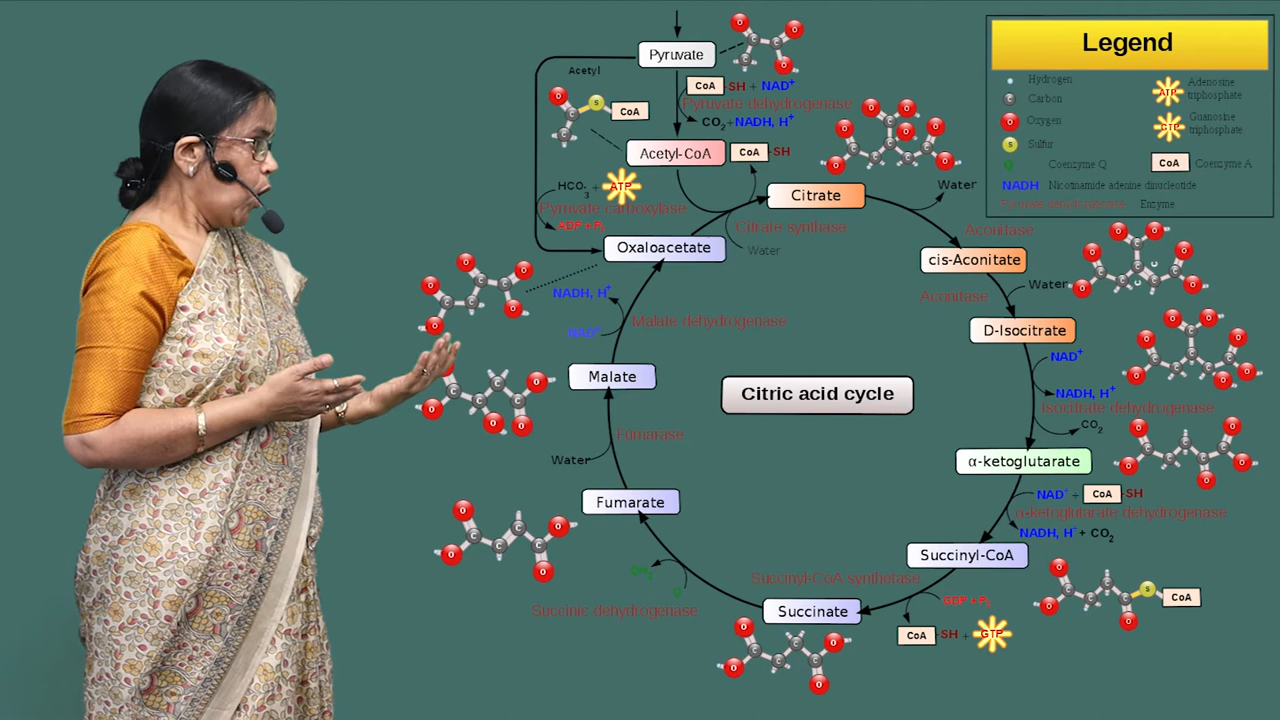 Legend
Hydrogen
Carbon
Oxygen
Sulfur
Q Coenzyme Q
NADH Nicotinamide adenine dinucleotide
Enzyme
ATP Adenosine
triphosphate
GTP Guanosine
triphosphate
CoA Coenzyme A
Pyruvate
Acetyl
S CoA
CoA -SH + NAD+
Pyruvate dehydrogenase
CO2+NADH, H+
Acetyl-CoA
CoA -SH
HCO3- + ATP
Pyruvate carboxylase
ADP + Pi
Oxaloacetate
Citrate synthase
Water
Citrate
Water
Aconitase
cis-Aconitate
Aconitase
Water
D-Isocitrate
NAD+
NADH, H+
Isocitrate dehydrogenase
CO2
α-ketoglutarate
NAD+ + CoA -SH
α-ketoglutarate dehydrogenase
NADH, H+ + CO2
Succinyl-CoA
S CoA
Succinyl-CoA synthetase
GDP + Pi
CoA -SH + GTP
Succinate
Q
QH2
Succinic dehydrogenase
Fumarate
Water
Fumarase
Malate
NAD+
NADH, H+
Malate dehydrogenase
Citric acid cycle